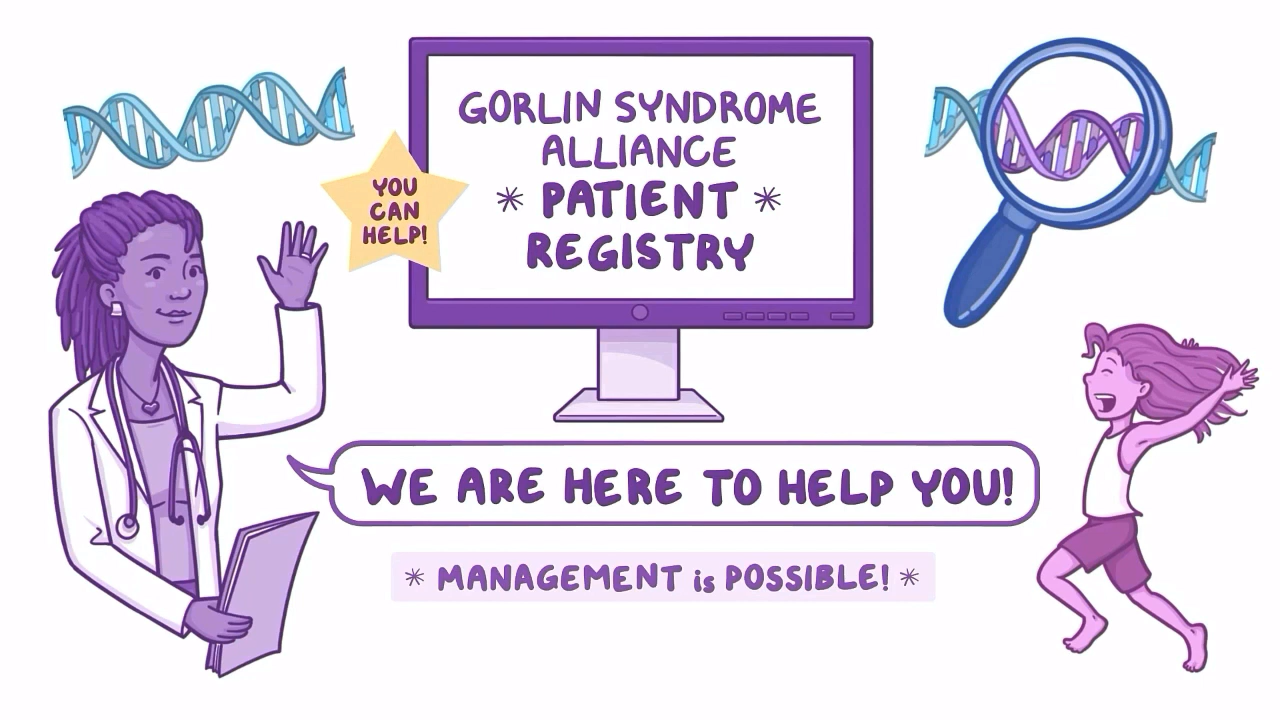 GORLIN SYNDROME
ALLIANCE
* PATIENT *
REGISTRY
YOU
CAN
HELP!
WE ARE HERE TO HELP YOU!
* MANAGEMENT is POSSIBLE! *